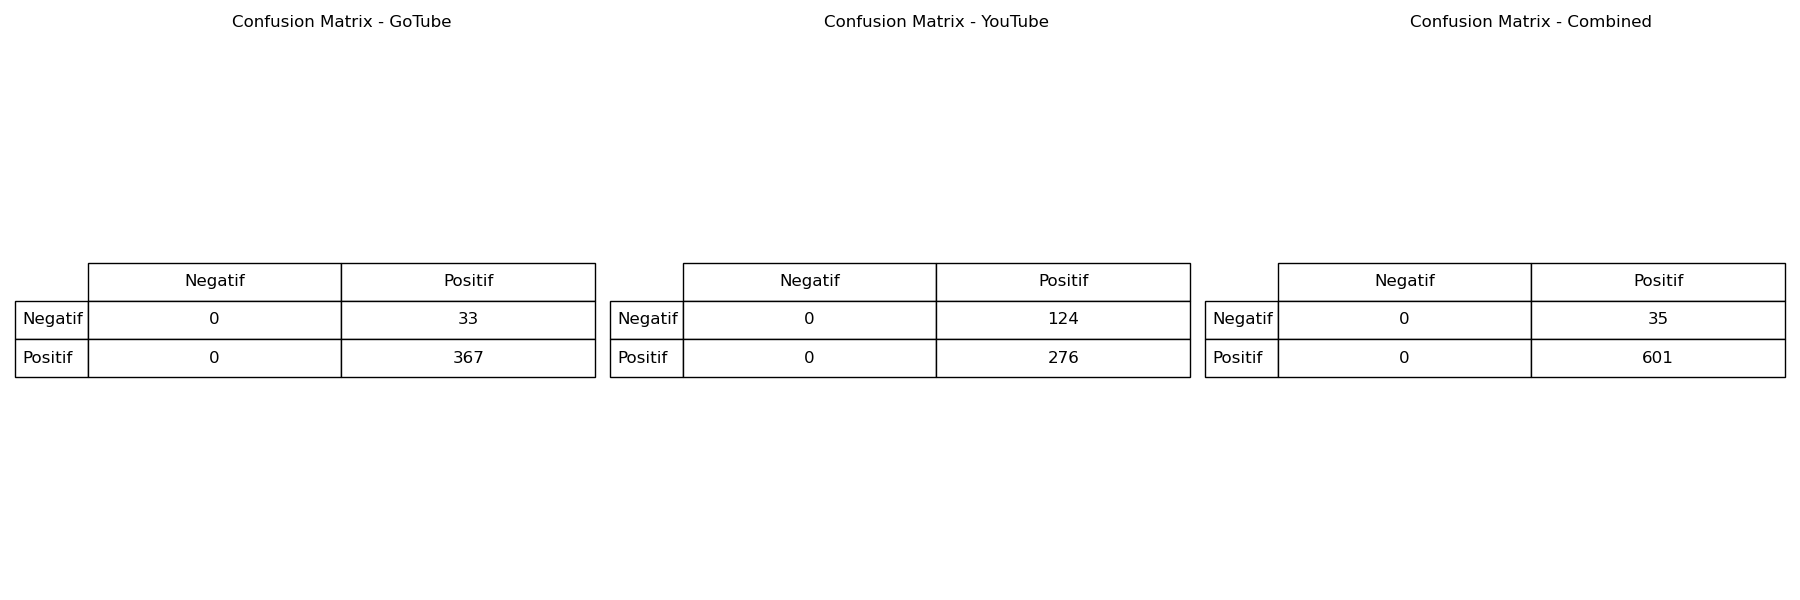 Confusion Matrix - GoTube
Negatif Positif
Negatif 0 33
Positif 0 367
Confusion Matrix - YouTube
Negatif Positif
Negatif 0 124
Positif 0 276
Confusion Matrix - Combined
Negatif Positif
Negatif 0 35
Positif 0 601